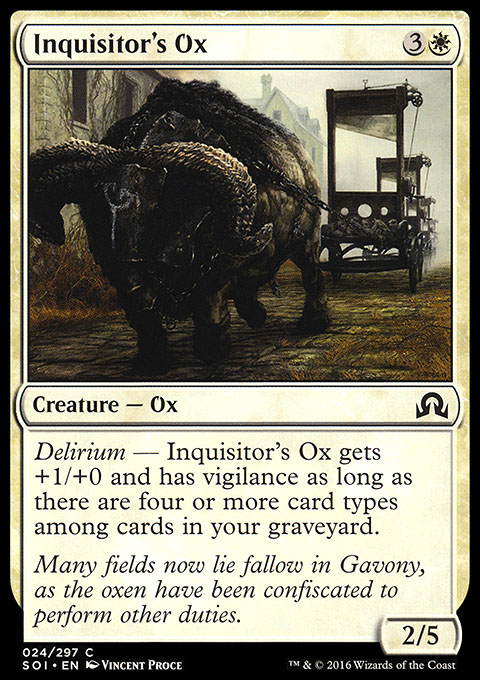 Inquisitor's Ox 3
Creature — Ox
Delirium — Inquisitor's Ox gets
+1/+0 and has vigilance as long as
there are four or more card types
among cards in your graveyard.
Many fields now lie fallow in Gavony,
as the oxen have been confiscated to
perform other duties.
2/5
024/297 C
SOI • EN Vincent Proce ™ & © 2016 Wizards of the Coast